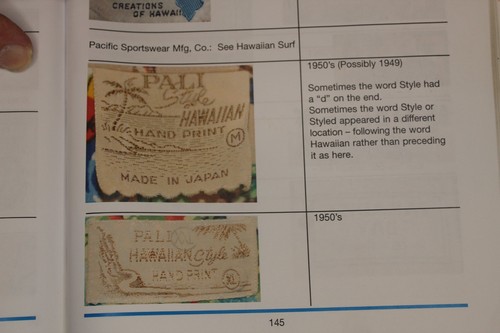 CREATIONS
OF HAWAII
Pacific Sportswear Mfg, Co.: See Hawaiian Surf
PALI
Style
HAWAIIAN
HAND PRINT M
MADE IN JAPAN
1950's (Possibly 1949)
Sometimes the word Style had
a "d" on the end.
Sometimes the word Style or
Styled appeared in a different
location – following the word
Hawaiian rather than preceding
it as here.
PALI
HAWAIIAN Style
HAND PRINT XL
1950's
145